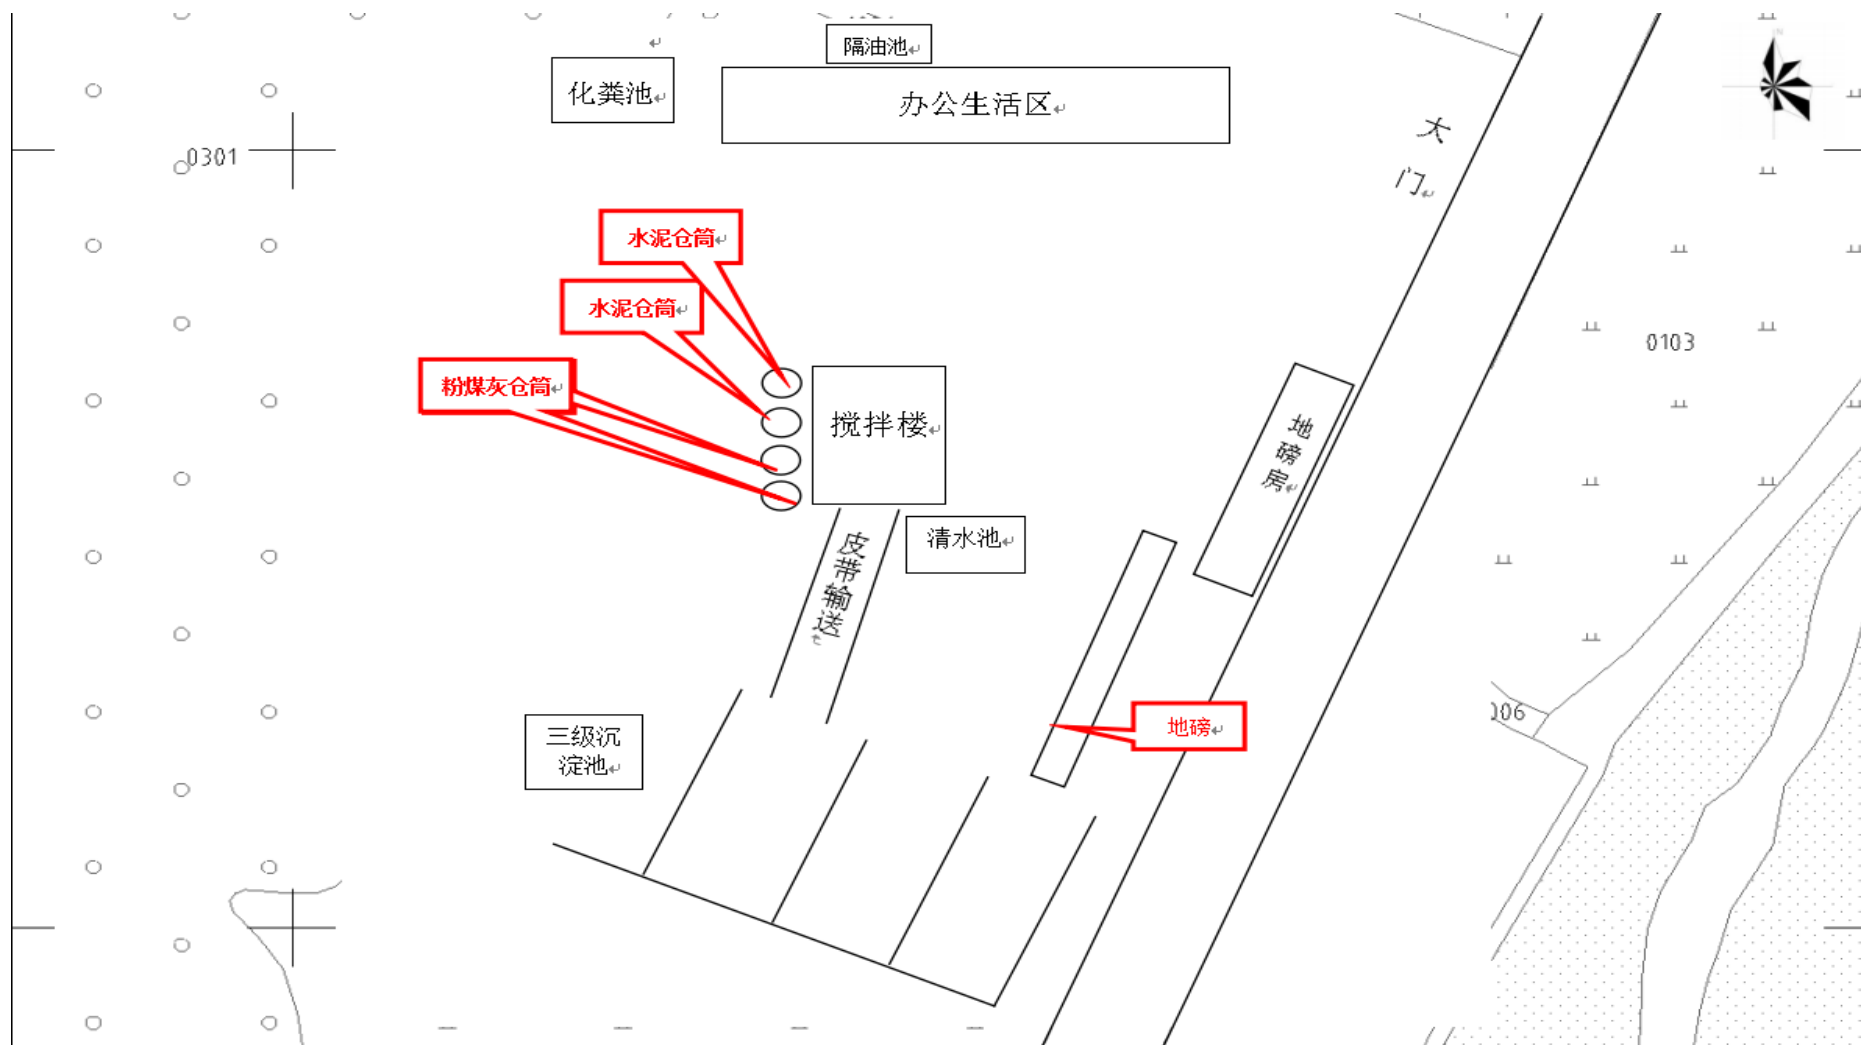 隔油池
化粪池
办公生活区
大
门
0301
水泥仓筒
水泥仓筒
0103
粉煤灰仓筒
搅拌楼
地
磅
房
清水池
皮
带
输
送
三级沉
淀池
地磅
006
N